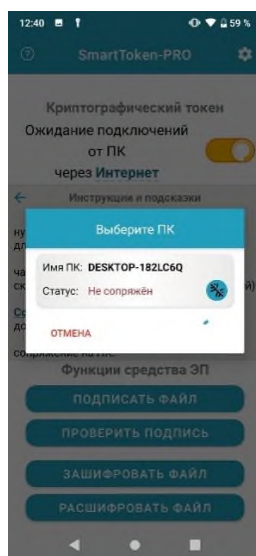 12:40 59 %
SmartToken-PRO
Криптографический токен
Ожидание подключений
от ПК
через Интернет
Инструкции и подсказки
Выберите ПК
Имя ПК: DESKTOP-182LC6Q
Статус: Не сопряжён
ОТМЕНА
Функции средства ЭП
ПОДПИСАТЬ ФАЙЛ
ПРОВЕРИТЬ ПОДПИСЬ
ЗАШИФРОВАТЬ ФАЙЛ
РАСШИФРОВАТЬ ФАЙЛ